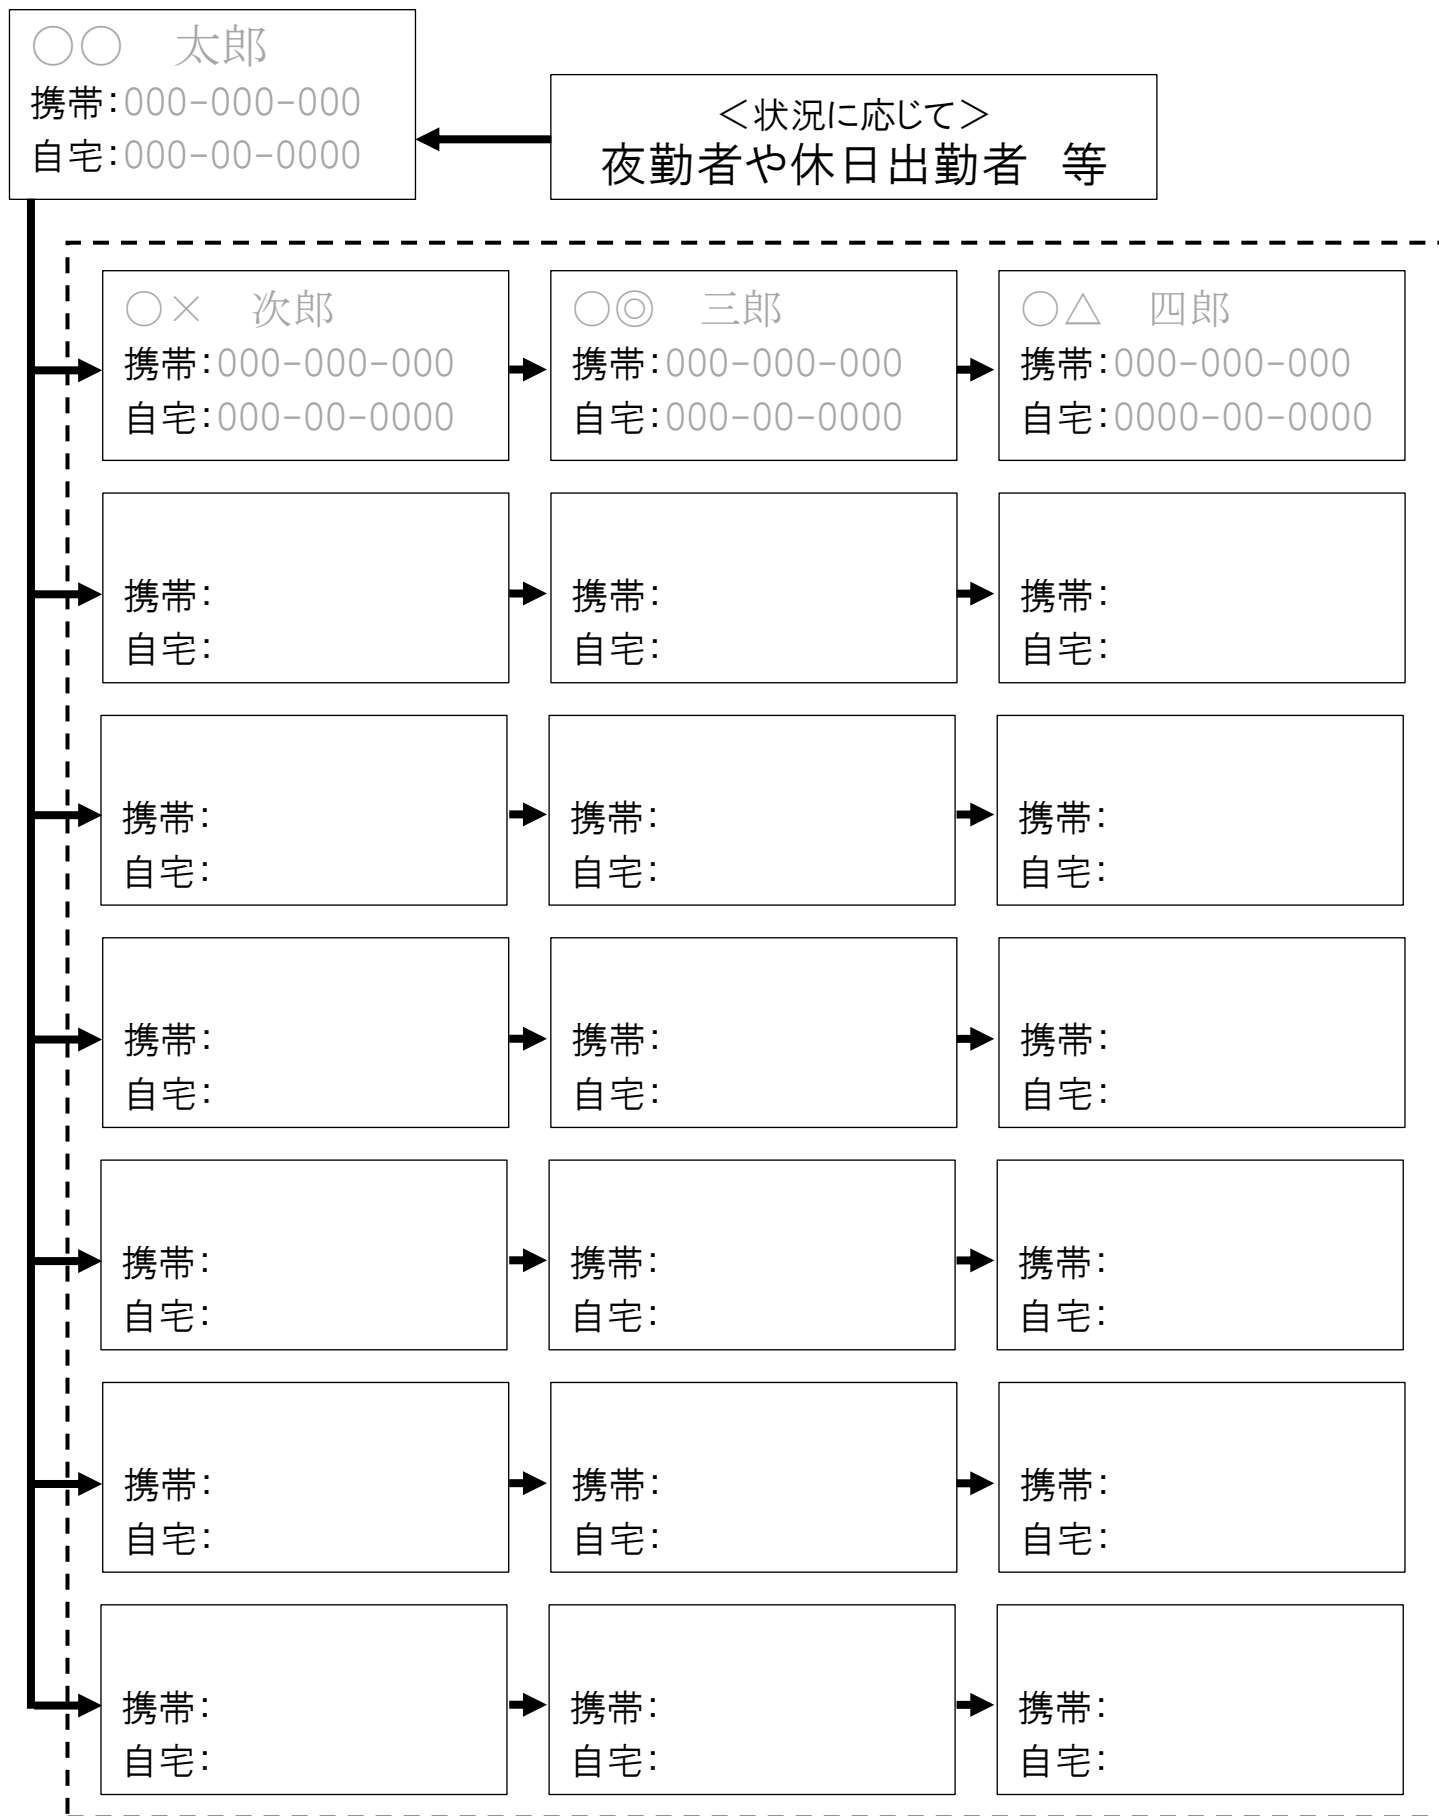 ○○　太郎
携帯：000-000-000
自宅：000-00-0000
＜状況に応じて＞
夜勤者や休日出勤者　等
○×　次郎
携帯：000-000-000
自宅：000-00-0000
○◎　三郎
携帯：000-000-000
自宅：000-00-0000
○△　四郎
携帯：000-000-000
自宅：0000-00-0000
携帯：
自宅：
携帯：
自宅：
携帯：
自宅：
携帯：
自宅：
携帯：
自宅：
携帯：
自宅：
携帯：
自宅：
携帯：
自宅：
携帯：
自宅：
携帯：
自宅：
携帯：
自宅：
携帯：
自宅：
携帯：
自宅：
携帯：
自宅：
携帯：
自宅：
携帯：
自宅：
携帯：
自宅：
携帯：
自宅：